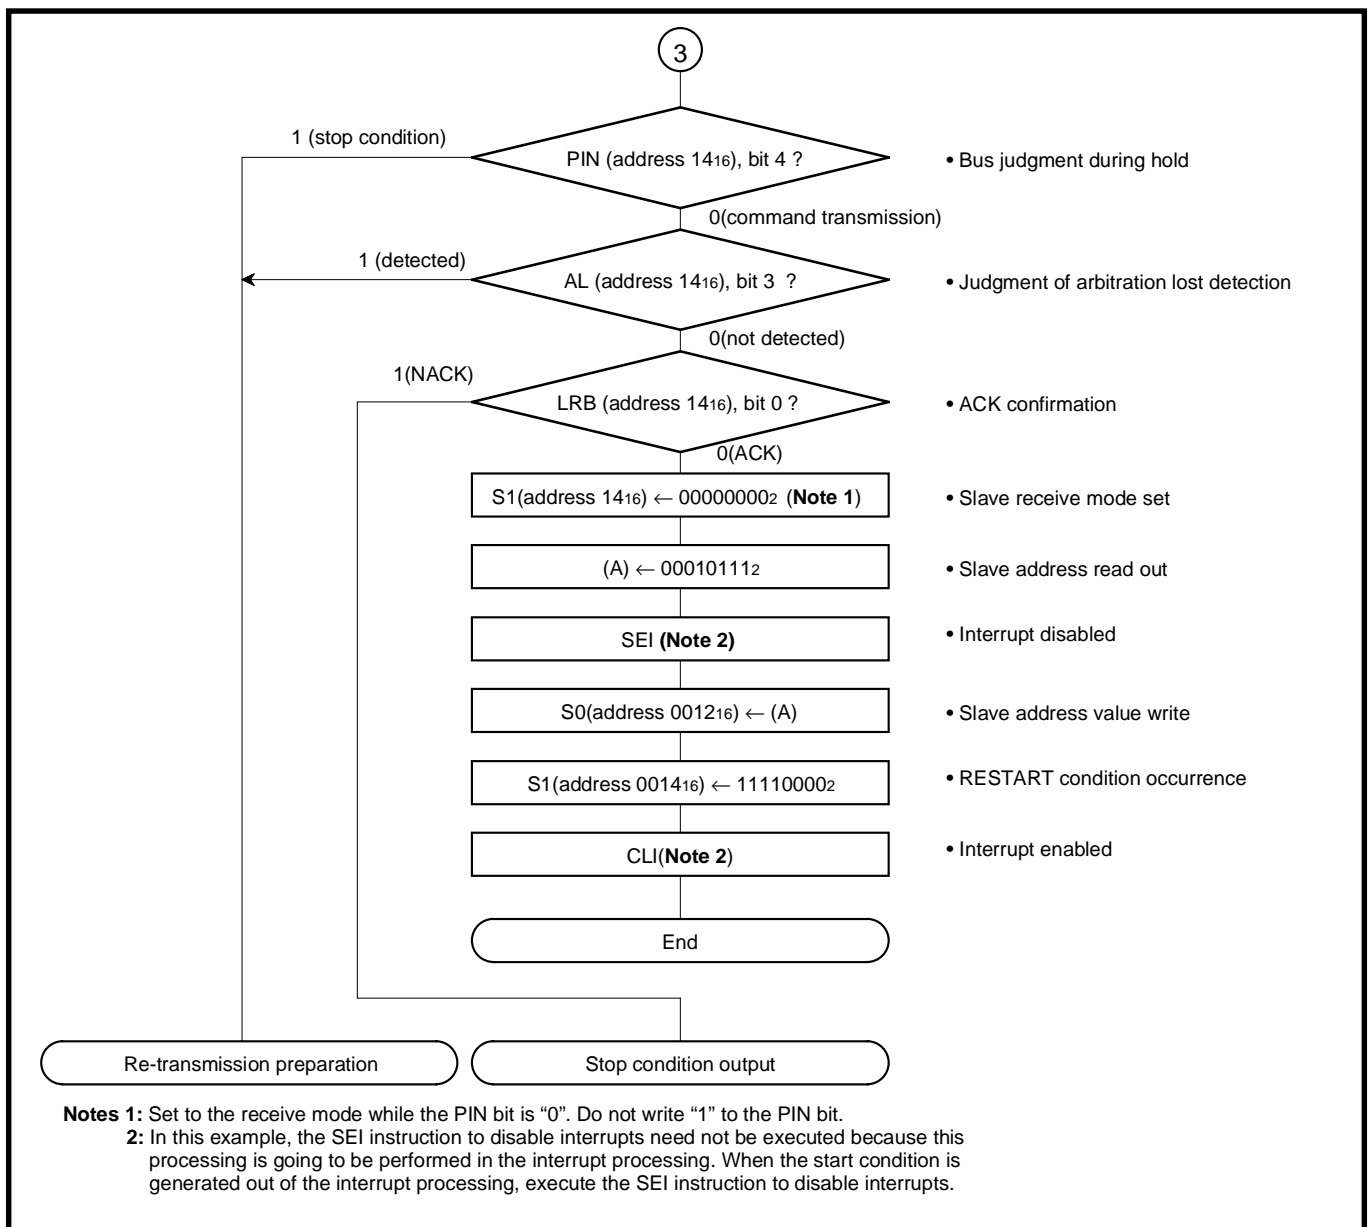 3
1 (stop condition)
PIN (address 1416), bit 4 ?
• Bus judgment during hold
0(command transmission)
1 (detected)
AL (address 1416), bit 3 ?
• Judgment of arbitration lost detection
0(not detected)
1(NACK)
LRB (address 1416), bit 0 ?
• ACK confirmation
0(ACK)
S1(address 1416) ← 000000002 (Note 1)
• Slave receive mode set
(A) ← 000101112
• Slave address read out
SEI (Note 2)
• Interrupt disabled
S0(address 001216) ← (A)
• Slave address value write
S1(address 001416) ← 111100002
• RESTART condition occurrence
CLI(Note 2)
• Interrupt enabled
End
Re-transmission preparation
Stop condition output
Notes 1: Set to the receive mode while the PIN bit is “0”. Do not write “1” to the PIN bit.
2: In this example, the SEI instruction to disable interrupts need not be executed because this
processing is going to be performed in the interrupt processing. When the start condition is
generated out of the interrupt processing, execute the SEI instruction to disable interrupts.